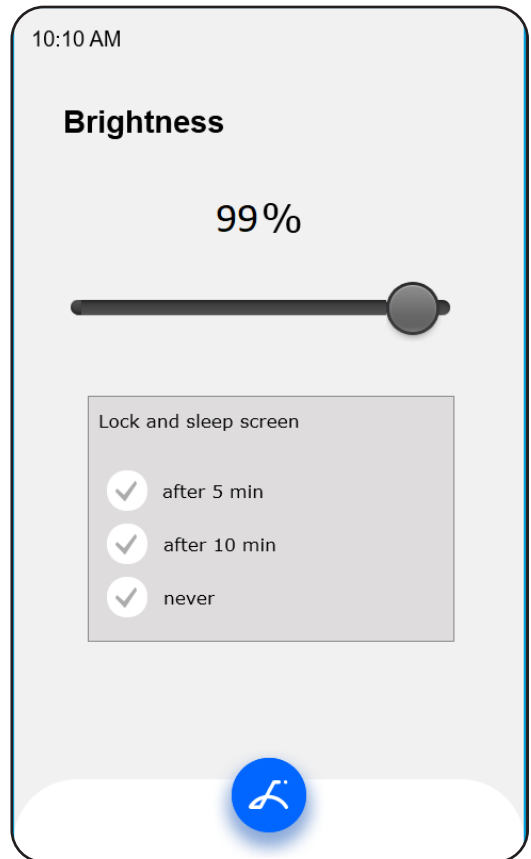 10:10 AM
Brightness
99%
Lock and sleep screen
after 5 min
after 10 min
never